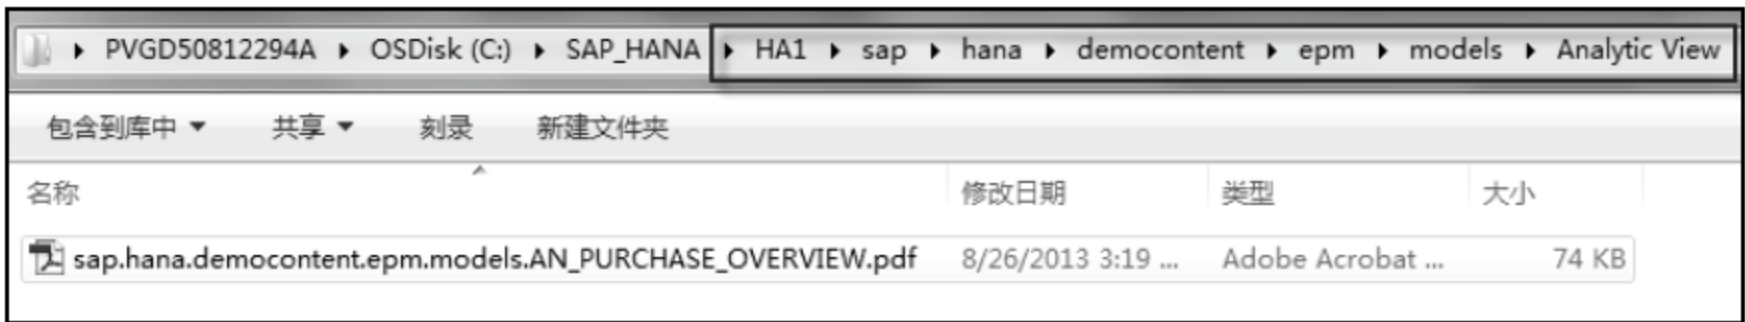 PVGD50812294A OSDisk (C:) SAP_HANA HA1 sap hana democontent epm models Analytic View
包含到库中 共享 刻录 新建文件夹
名称 修改日期 类型 大小
sap.hana.democontent.epm.models.AN_PURCHASE_OVERVIEW.pdf 8/26/2013 3:19 ... Adobe Acrobat ... 74 KB